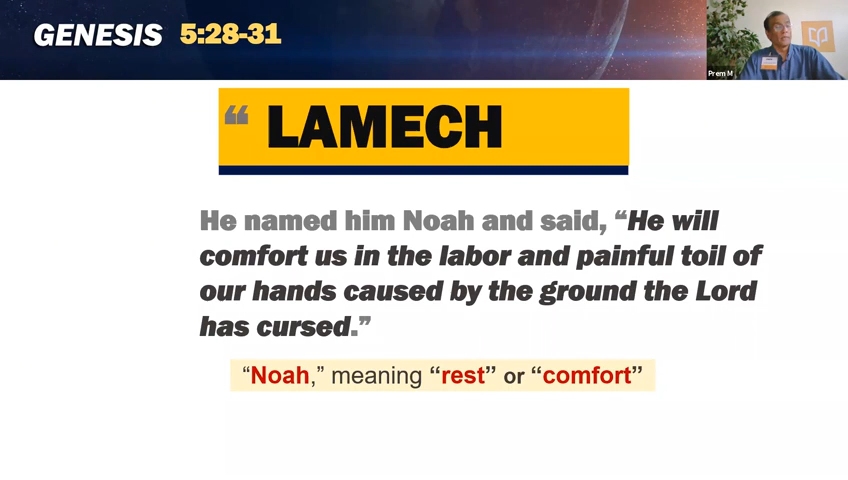 GENESIS 5:28-31
Prem M
“ LAMECH
He named him Noah and said, “He will
comfort us in the labor and painful toil of
our hands caused by the ground the Lord
has cursed.”
“Noah,” meaning “rest” or “comfort”